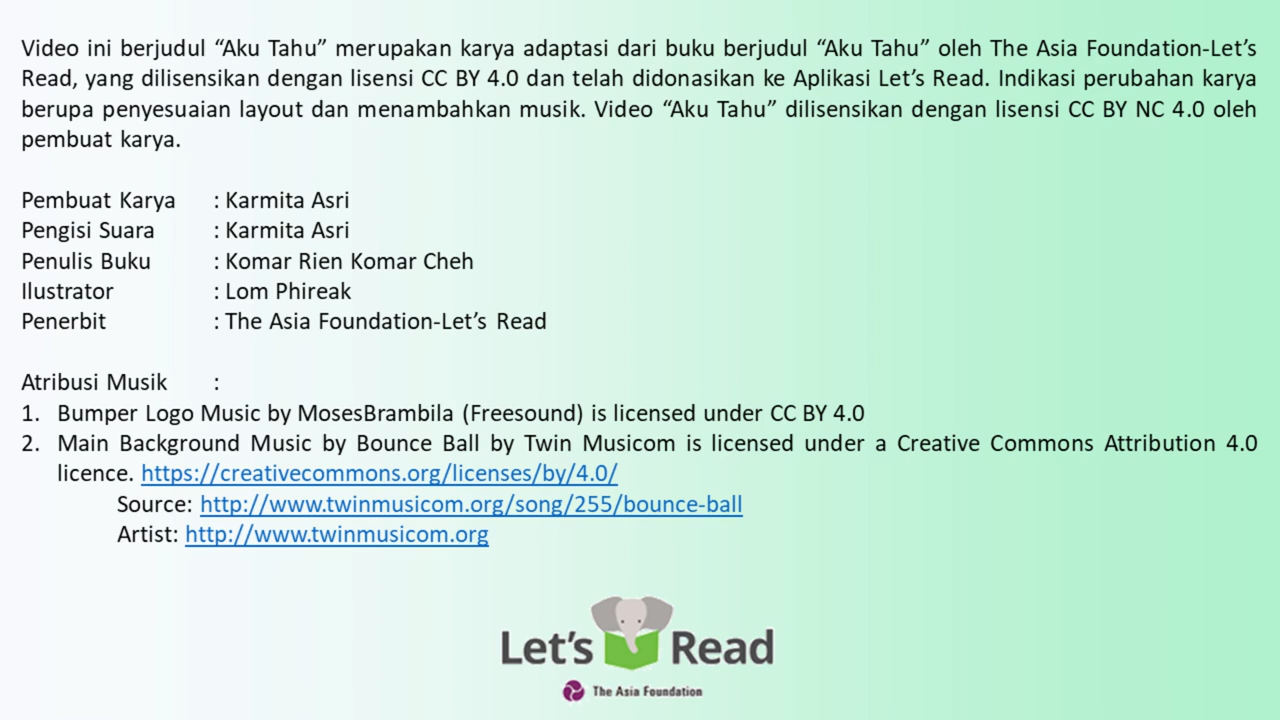 Video ini berjudul “Aku Tahu” merupakan karya adaptasi dari buku berjudul “Aku Tahu” oleh The Asia Foundation-Let’s
Read, yang dilisensikan dengan lisensi CC BY 4.0 dan telah didonasikan ke Aplikasi Let’s Read. Indikasi perubahan karya
berupa penyesuaian layout dan menambahkan musik. Video “Aku Tahu” dilisensikan dengan lisensi CC BY NC 4.0 oleh
pembuat karya.
Pembuat Karya : Karmita Asri
Pengisi Suara : Karmita Asri
Penulis Buku : Komar Rien Komar Cheh
Ilustrator : Lom Phireak
Penerbit : The Asia Foundation-Let’s Read
Atribusi Musik :
1. Bumper Logo Music by MosesBrambila (Freesound) is licensed under CC BY 4.0
2. Main Background Music by Bounce Ball by Twin Musicom is licensed under a Creative Commons Attribution 4.0
licence. https://creativecommons.org/licenses/by/4.0/
Source: http://www.twinmusicom.org/song/255/bounce-ball
Artist: http://www.twinmusicom.org
Let’s Read
The Asia Foundation